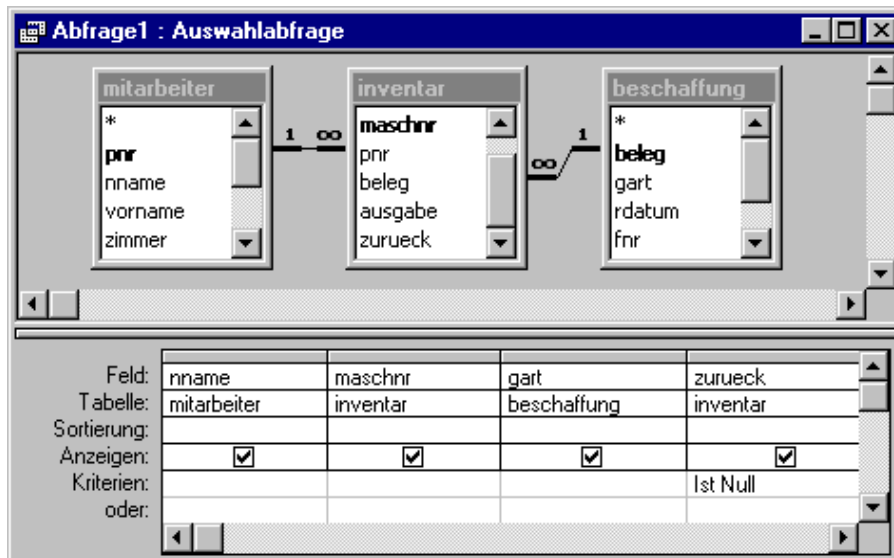 Abfrage1 : Auswahlabfrage
mitarbeiter
*
pnr
nname
vorname
zimmer
1 ∞
inventar
maschnr
pnr
beleg
ausgabe
zurueck
∞ 1
beschaffung
*
beleg
gart
rdatum
fnr
Feld: nname maschnr gart zurueck
Tabelle: mitarbeiter inventar beschaffung inventar
Sortierung:
Anzeigen:
Kriterien: Ist Null
oder: